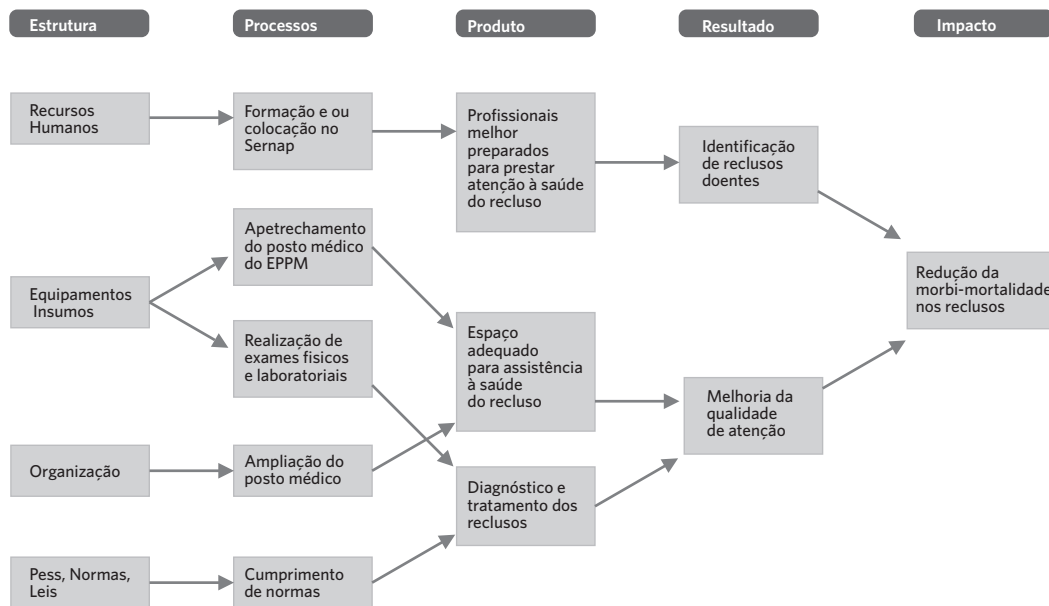 Estrutura
Processos
Produto
Resultado
Impacto
Recursos
Humanos
Formação e ou
colocação no
Sernap
Profissionais
melhor
preparados
para prestar
atenção à saúde
do recluso
Identificação
de reclusos
doentes
Apetrechamento
do posto médico
do EPPM
Equipamentos
Insumos
Redução da
morbi-mortalidade
nos reclusos
Realização de
exames fisicos
e laboratoriais
Espaço
adequado
para assistência
à saúde
do recluso
Melhoria da
qualidade
de atenção
Organização
Ampliação do
posto médico
Diagnóstico e
tratamento dos
reclusos
Pess, Normas,
Leis
Cumprimento
de normas